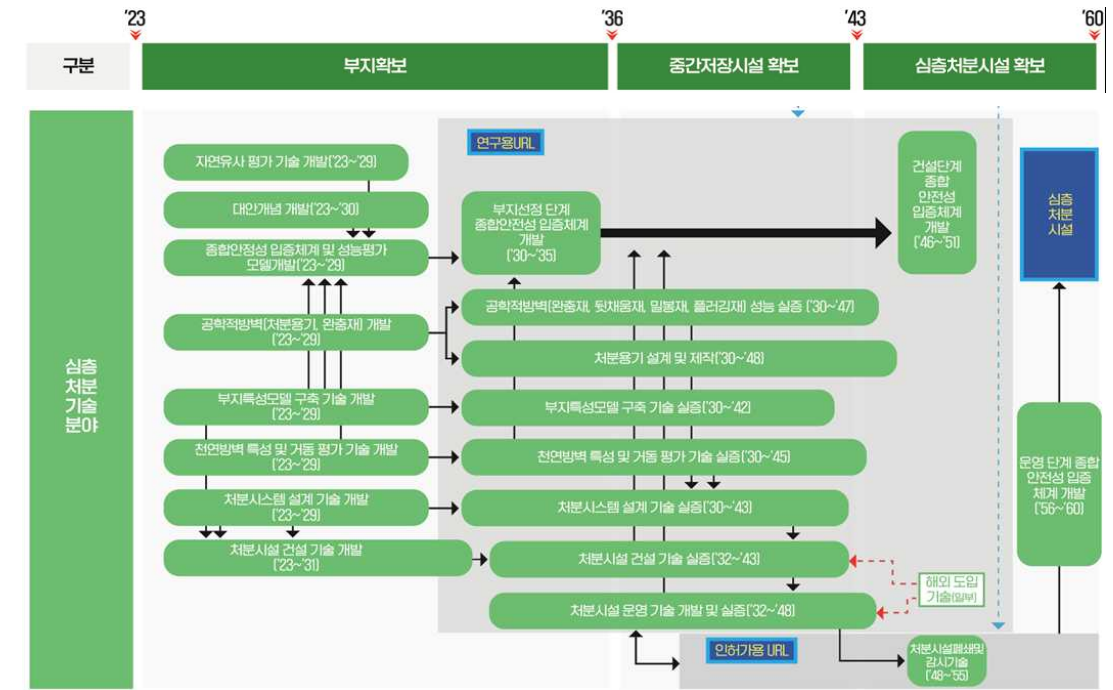 '23
'36
'43
'60
구분
부지확보
중간저장시설 확보
심층처분시설 확보
심층
처분
기술
분야
연구용URL
자연유사 평가 기술 개발('23~'29)
대안개념 개발('23~'30)
종합안정성 입증체계 및 성능평가
모델개발('23~'29)
부지선정 단계
종합안전성 입증체계
개발
('30~'35)
건설단계
종합
안전성
입증체계
개발
('46~'51)
심층
처분
시설
공학적방벽(처분용기, 완충재) 개발
('23~'29)
공학적방벽(완충재, 뒷채움재, 밀봉재, 플러깅재) 성능 실증 ('30~'47)
처분용기 설계 및 제작('30~'48)
부지특성모델 구축 기술 개발
('23~'29)
부지특성모델 구축 기술 실증('30~'42)
천연방벽 특성 및 거동 평가 기술 개발
('23~'29)
천연방벽 특성 및 거동 평가 기술 실증('30~'45)
운영 단계 종합
안전성 입증
체계 개발
('56~'60)
처분시스템 설계 기술 개발
('23~'29)
처분시스템 설계 기술 실증('30~'43)
처분시설 건설 기술 개발
('23~'31)
처분시설 건설 기술 실증('32~'43)
해외 도입
기술(일부)
처분시설 운영 기술 개발 및 실증('32~'48)
인허가용 URL
처분시설폐쇄및
감시기술
('48~'55)